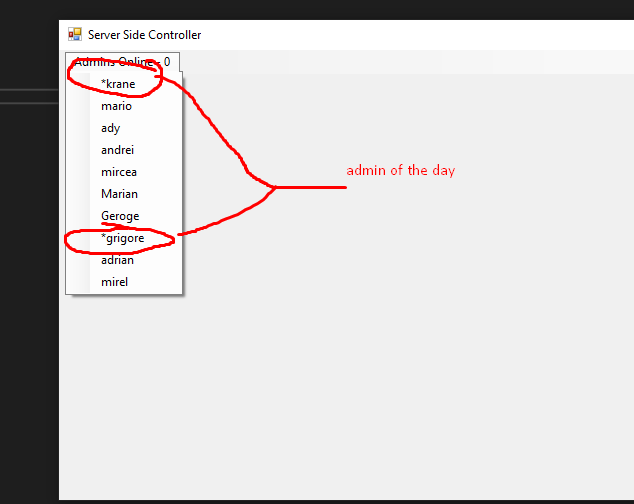 Server Side Controller
Admins Online - 0
*krane
mario
ady
andrei
admin of the day
mircea
Marian
Geroge
*grigore
adrian
mirel